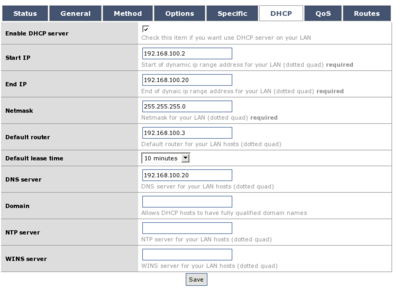 Status General Method Options Specific DHCP QoS Routes
Enable DHCP server
Check this item if you want use DHCP server on your LAN
Start IP
192.168.100.2
Start of dynamic ip range address for your LAN (dotted quad) required
End IP
192.168.100.20
End of dynaic ip range address for your LAN (dotted quad) required
Netmask
255.255.255.0
Netmask for your LAN (dotted quad) required
Default router
192.168.100.3
Default router for your LAN hosts (dotted quad)
Default lease time
10 minutes
DNS server
192.168.100.20
DNS server for your LAN hosts (dotted quad)
Domain
Allows DHCP hosts to have fully qualified domain names
NTP server
NTP server for your LAN hosts (dotted quad)
WINS server
WINS server for your LAN hosts (dotted quad)
Save